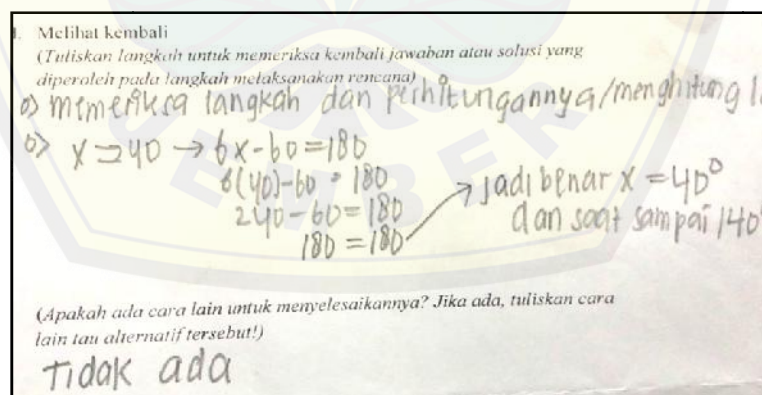 Melihat kembali
(Tuliskan langkah untuk memeriksa kembali jawaban atau solusi yang
diperoleh pada langkah melaksanakan rencana)
o> memeriksa langkah dan perhitungannya/menghitung
o> x = 40 → 6x - 60 = 180
6(40) - 60 = 180
240 - 60 = 180
180 = 180
→ jadi benar x = 40°
dan saat sampai 140°
(Apakah ada cara lain untuk menyelesaikannya? Jika ada, tuliskan cara
lain tau alternatif tersebut!)
Tidak ada